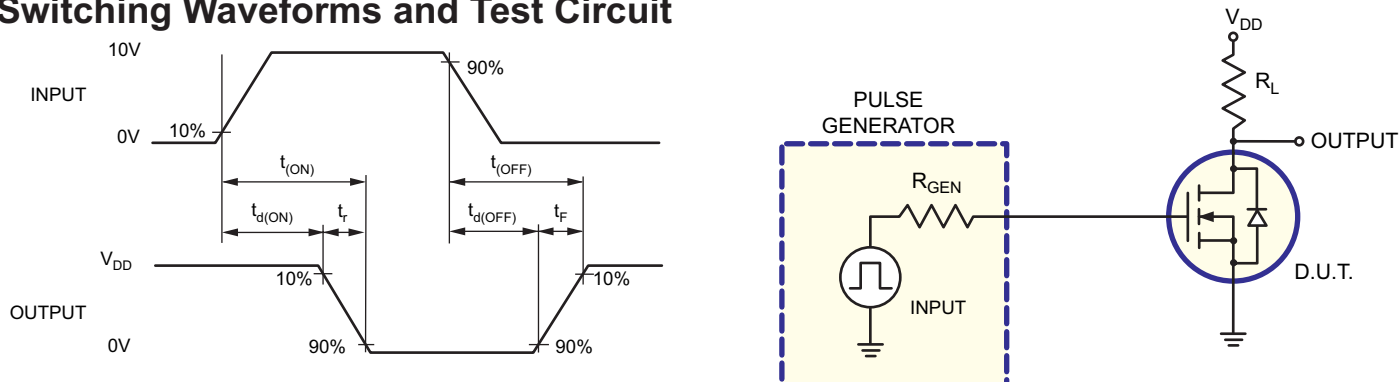 Switching Waveforms and Test Circuit
10V
INPUT
0V
10%
90%
t(ON)
t(OFF)
td(ON)
tr
td(OFF)
tF
VDD
OUTPUT
0V
10%
90%
10%
90%
PULSE
GENERATOR
RGEN
INPUT
VDD
RL
OUTPUT
D.U.T.